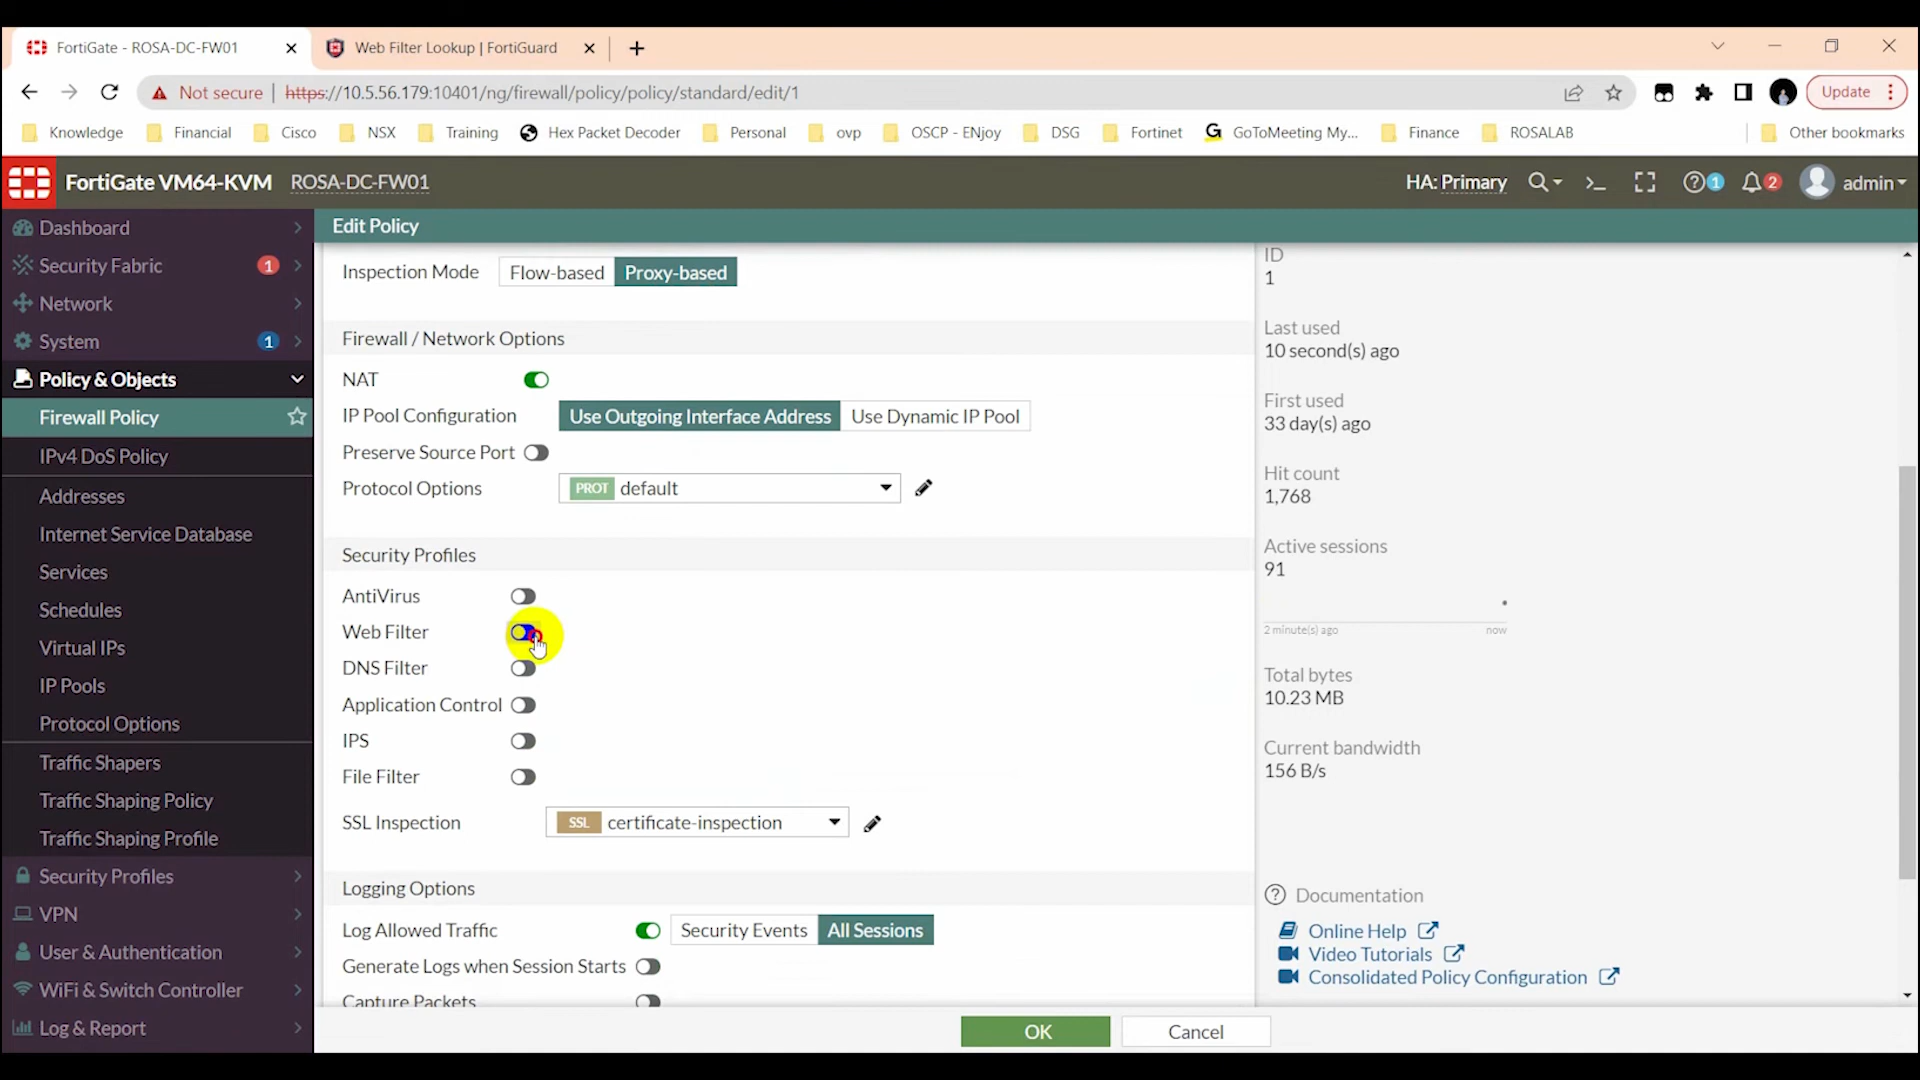 FortiGate - ROSA-DC-FW01
Web Filter Lookup | FortiGuard
Not secure | https://10.5.56.179:10401/ng/firewall/policy/policy/standard/edit/1
Update
Knowledge Financial Cisco NSX Training Hex Packet Decoder Personal ovp OSCP - ENjoy DSG Fortinet GoToMeeting My... Finance ROSALAB Other bookmarks
FortiGate VM64-KVM ROSA-DC-FW01
HA: Primary
1
2
admin
Dashboard
Security Fabric 1
Network
System 1
Policy & Objects
Firewall Policy
IPv4 DoS Policy
Addresses
Internet Service Database
Services
Schedules
Virtual IPs
IP Pools
Protocol Options
Traffic Shapers
Traffic Shaping Policy
Traffic Shaping Profile
Security Profiles
VPN
User & Authentication
WiFi & Switch Controller
Log & Report
Edit Policy
Inspection Mode Flow-based Proxy-based
Firewall / Network Options
NAT
IP Pool Configuration Use Outgoing Interface Address Use Dynamic IP Pool
Preserve Source Port
Protocol Options PROT default
Security Profiles
AntiVirus
Web Filter
DNS Filter
Application Control
IPS
File Filter
SSL Inspection SSL certificate-inspection
Logging Options
Log Allowed Traffic Security Events All Sessions
Generate Logs when Session Starts
Capture Packets
OK Cancel
ID
1
Last used
10 second(s) ago
First used
33 day(s) ago
Hit count
1,768
Active sessions
91
2 minute(s) ago now
Total bytes
10.23 MB
Current bandwidth
156 B/s
Documentation
Online Help
Video Tutorials
Consolidated Policy Configuration